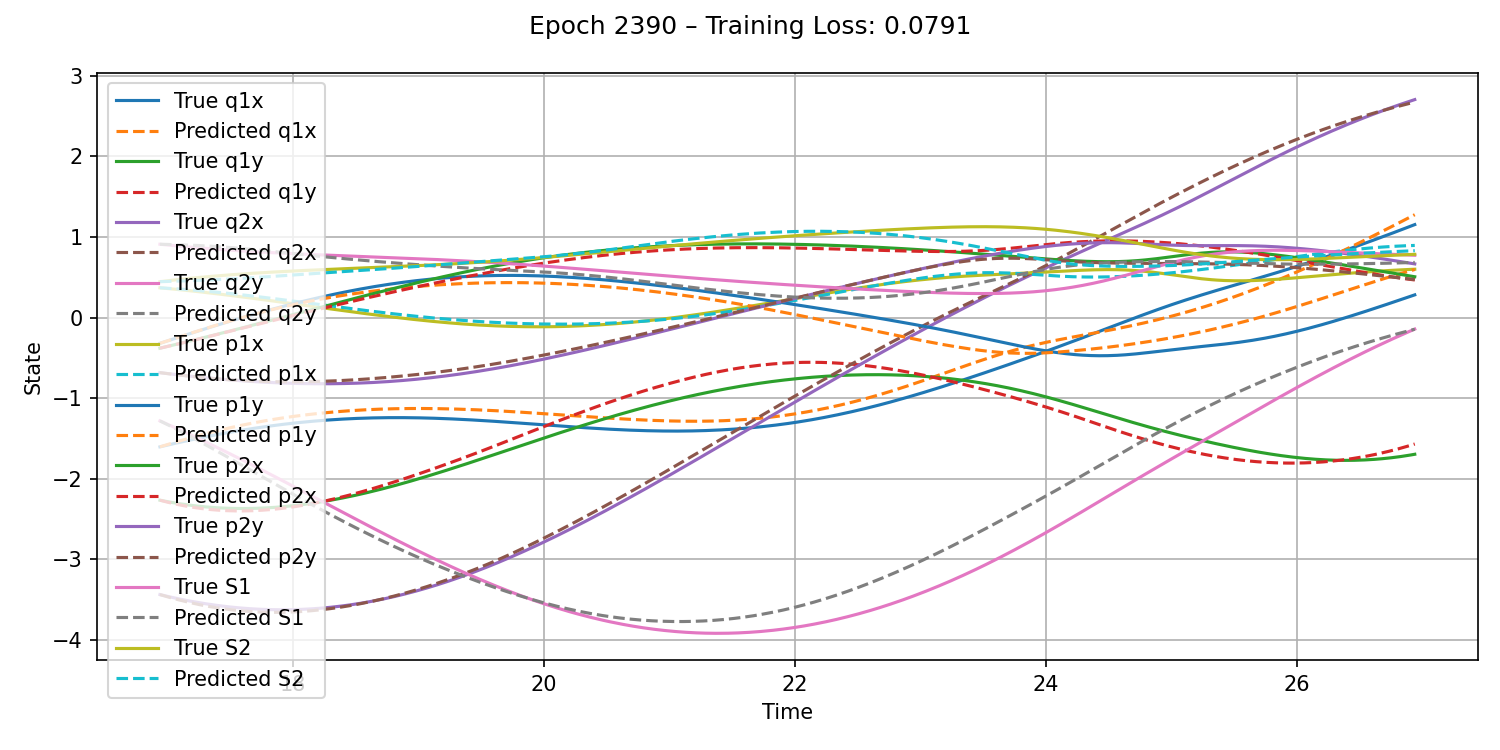 Epoch 2390 – Training Loss: 0.0791
3
2
1
0
−1
−2
−3
−4
State
True q1x
Predicted q1x
True q1y
Predicted q1y
True q2x
Predicted q2x
True q2y
Predicted q2y
True p1x
Predicted p1x
True p1y
Predicted p1y
True p2x
Predicted p2x
True p2y
Predicted p2y
True S1
Predicted S1
True S2
Predicted S2
18
20
22
24
26
Time